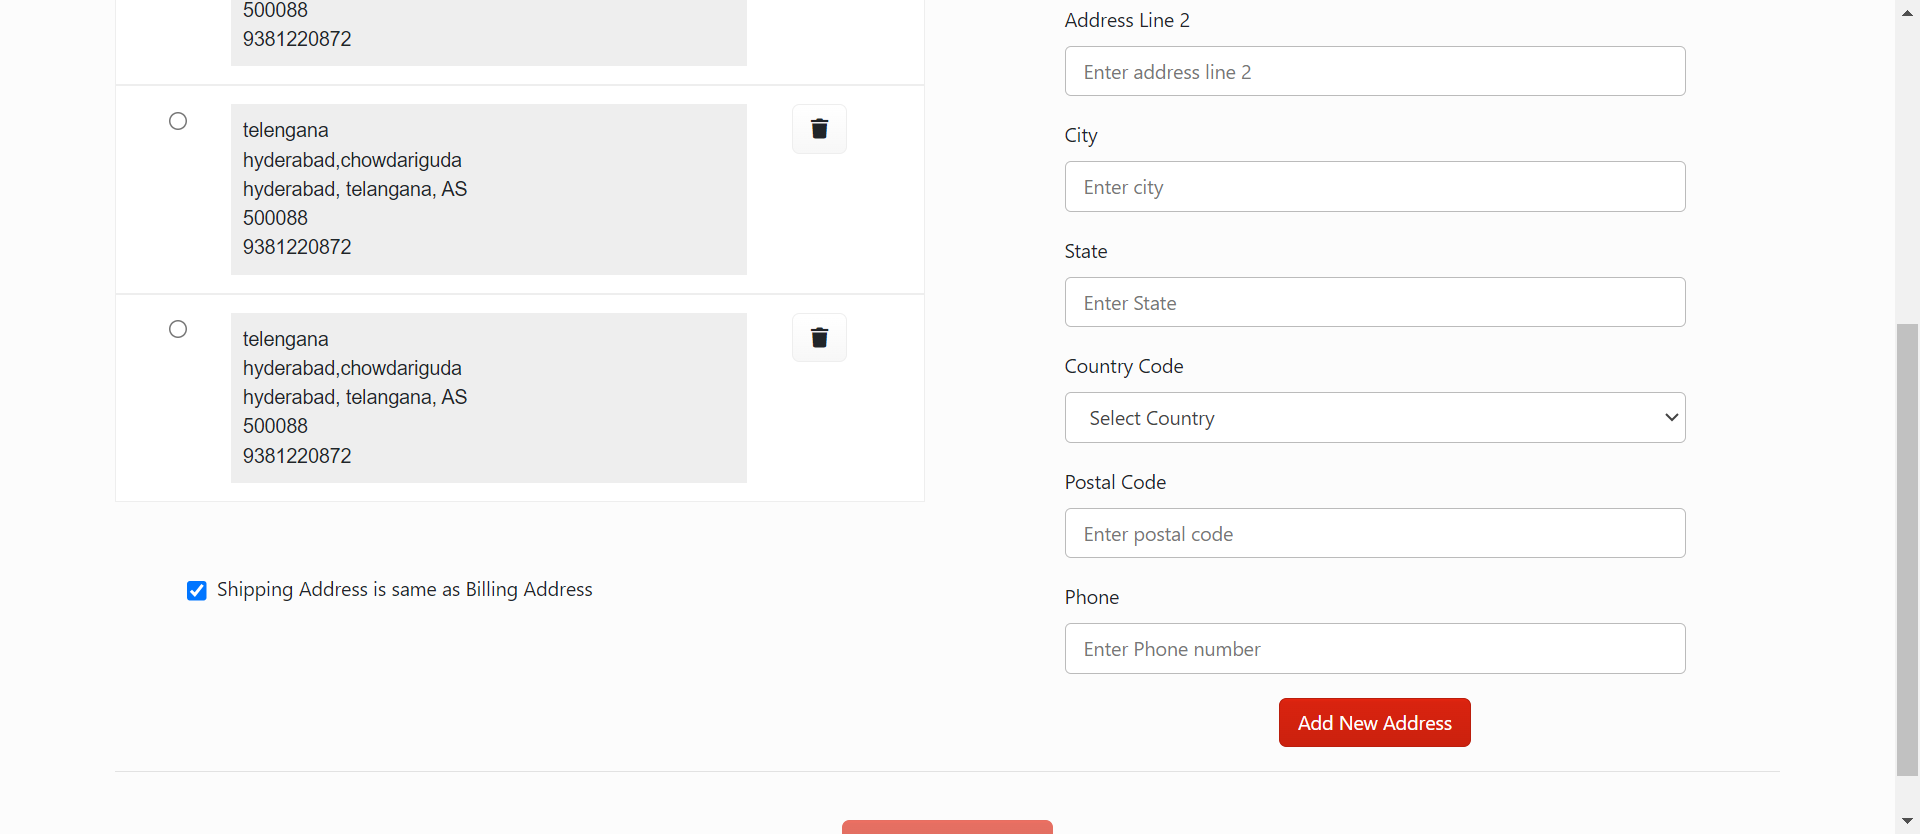 500088
9381220872
telengana
hyderabad,chowdariguda
hyderabad, telangana, AS
500088
9381220872
telengana
hyderabad,chowdariguda
hyderabad, telangana, AS
500088
9381220872
Shipping Address is same as Billing Address
Address Line 2
Enter address line 2
City
Enter city
State
Enter State
Country Code
Select Country
Postal Code
Enter postal code
Phone
Enter Phone number
Add New Address